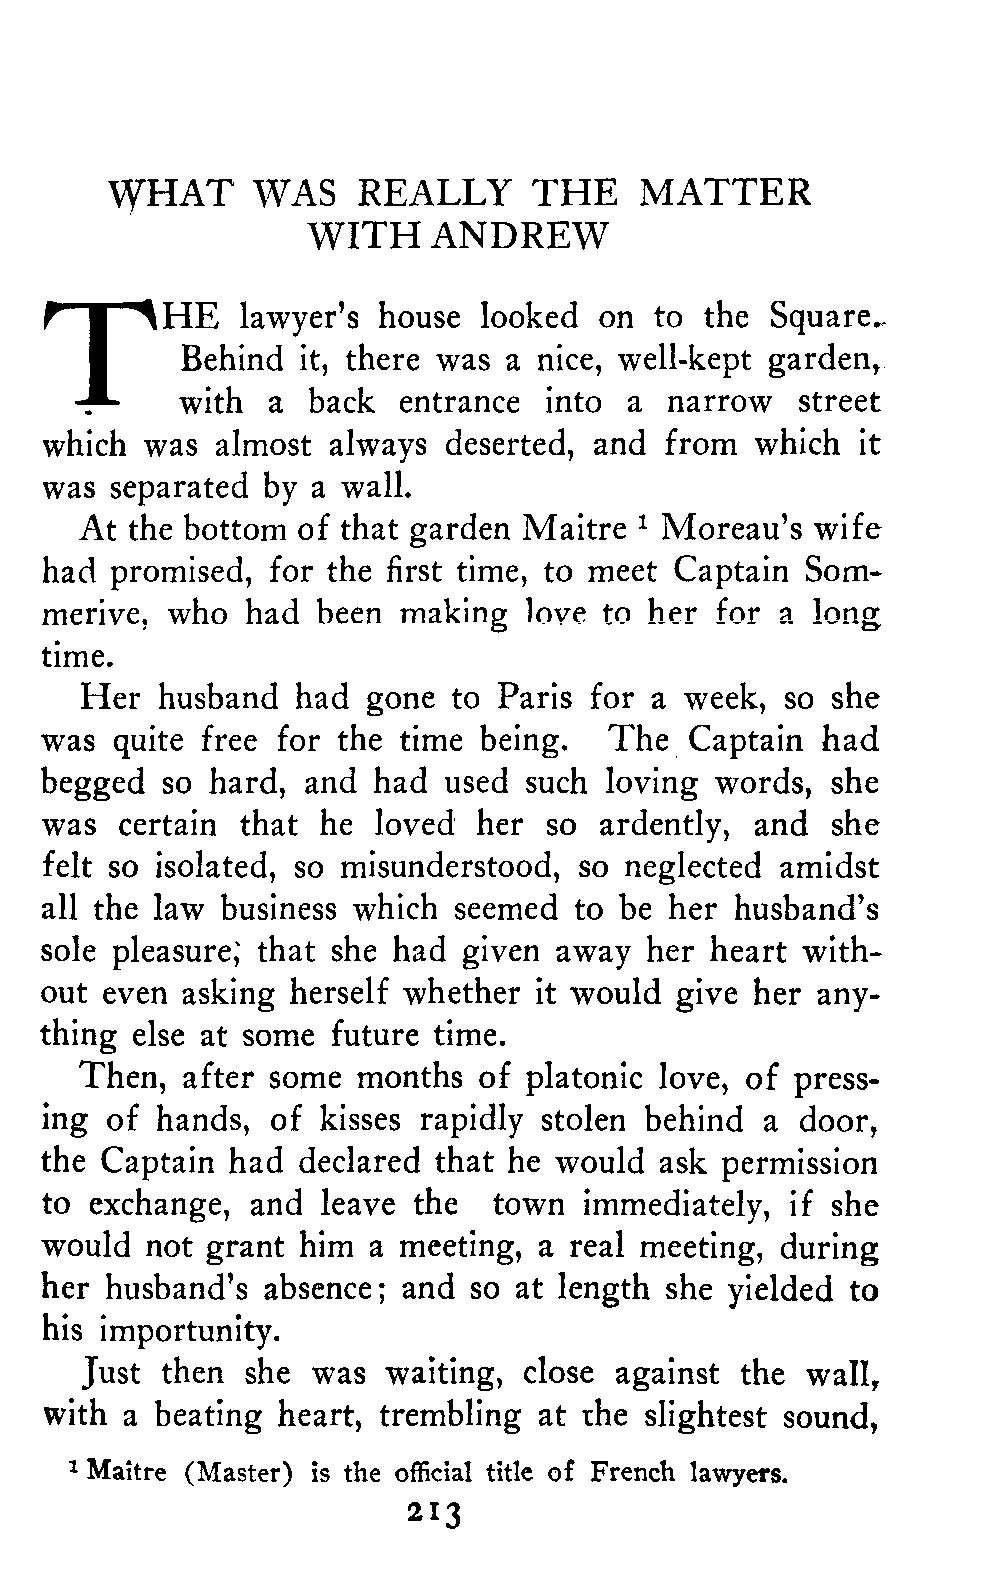 WHAT WAS REALLY THE MATTER
WITH ANDREW
THE lawyer's house looked on to the Square.
Behind it, there was a nice, well-kept garden,
with a back entrance into a narrow street
which was almost always deserted, and from which it
was separated by a wall.
At the bottom of that garden Maitre ¹ Moreau's wife
had promised, for the first time, to meet Captain Som-
merive, who had been making love to her for a long
time.
Her husband had gone to Paris for a week, so she
was quite free for the time being. The Captain had
begged so hard, and had used such loving words, she
was certain that he loved her so ardently, and she
felt so isolated, so misunderstood, so neglected amidst
all the law business which seemed to be her husband's
sole pleasure; that she had given away her heart with-
out even asking herself whether it would give her any-
thing else at some future time.
Then, after some months of platonic love, of press-
ing of hands, of kisses rapidly stolen behind a door,
the Captain had declared that he would ask permission
to exchange, and leave the town immediately, if she
would not grant him a meeting, a real meeting, during
her husband's absence; and so at length she yielded to
his importunity.
Just then she was waiting, close against the wall,
with a beating heart, trembling at the slightest sound,
¹ Maitre (Master) is the official title of French lawyers.
213